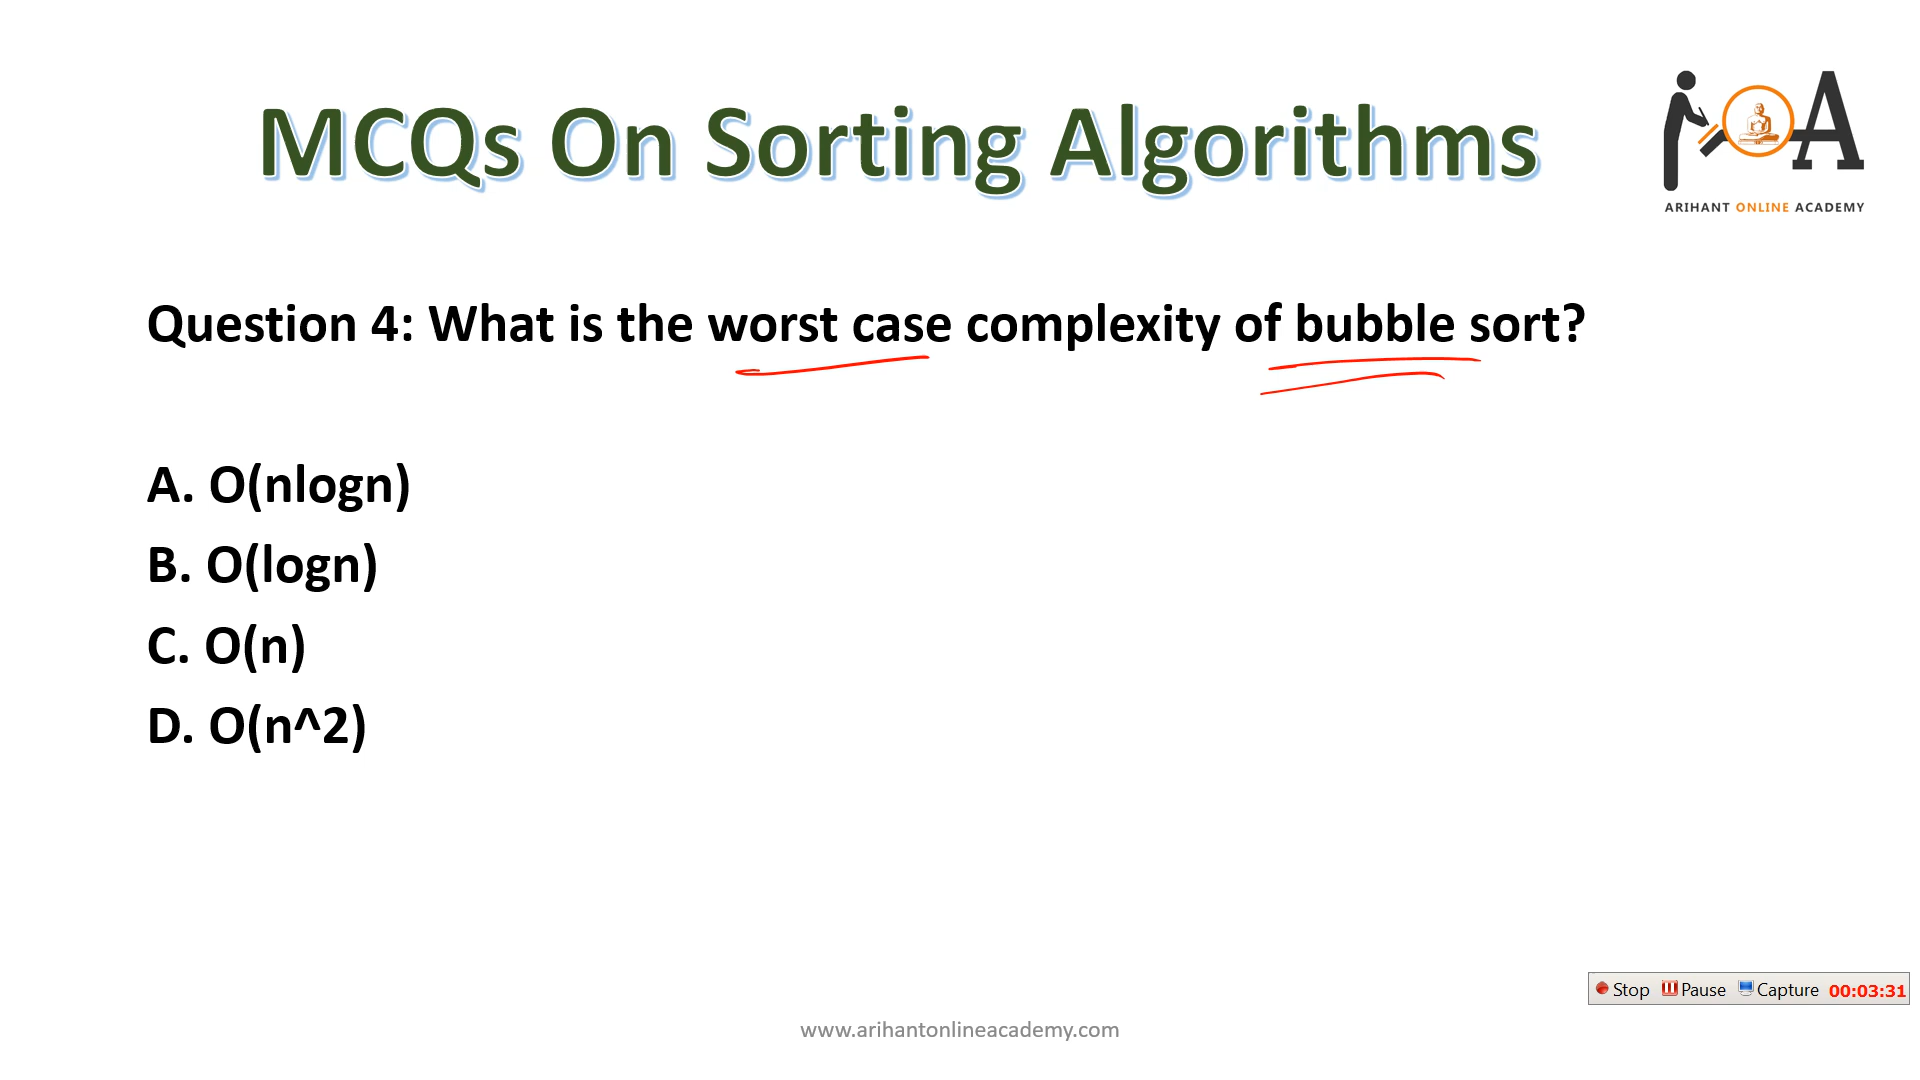 MCQs On Sorting Algorithms
A
ARIHANT ONLINE ACADEMY
Question 4: What is the worst case complexity of bubble sort?
A. O(nlogn)
B. O(logn)
C. O(n)
D. O(n^2)
Stop Pause Capture 00:03:31
www.arihantonlineacademy.com